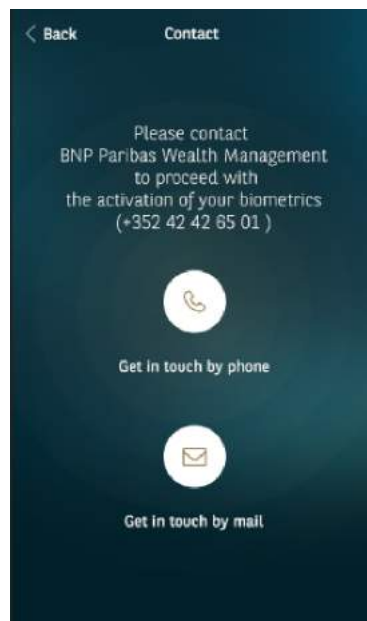 Back
Contact
Please contact
BNP Paribas Wealth Management
to proceed with
the activation of your biometrics
(+352 42 42 65 01 )
Get in touch by phone
Get in touch by mail